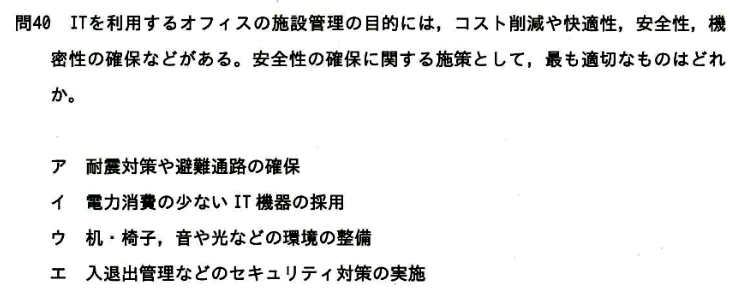 問40 ITを利用するオフィスの施設管理の目的には，コスト削減や快適性，安全性，機
密性の確保などがある。安全性の確保に関する施策として，最も適切なものはどれ
か。
ア 耐震対策や避難通路の確保
イ 電力消費の少ないIT機器の採用
ウ 机・椅子，音や光などの環境の整備
エ 入退出管理などのセキュリティ対策の実施